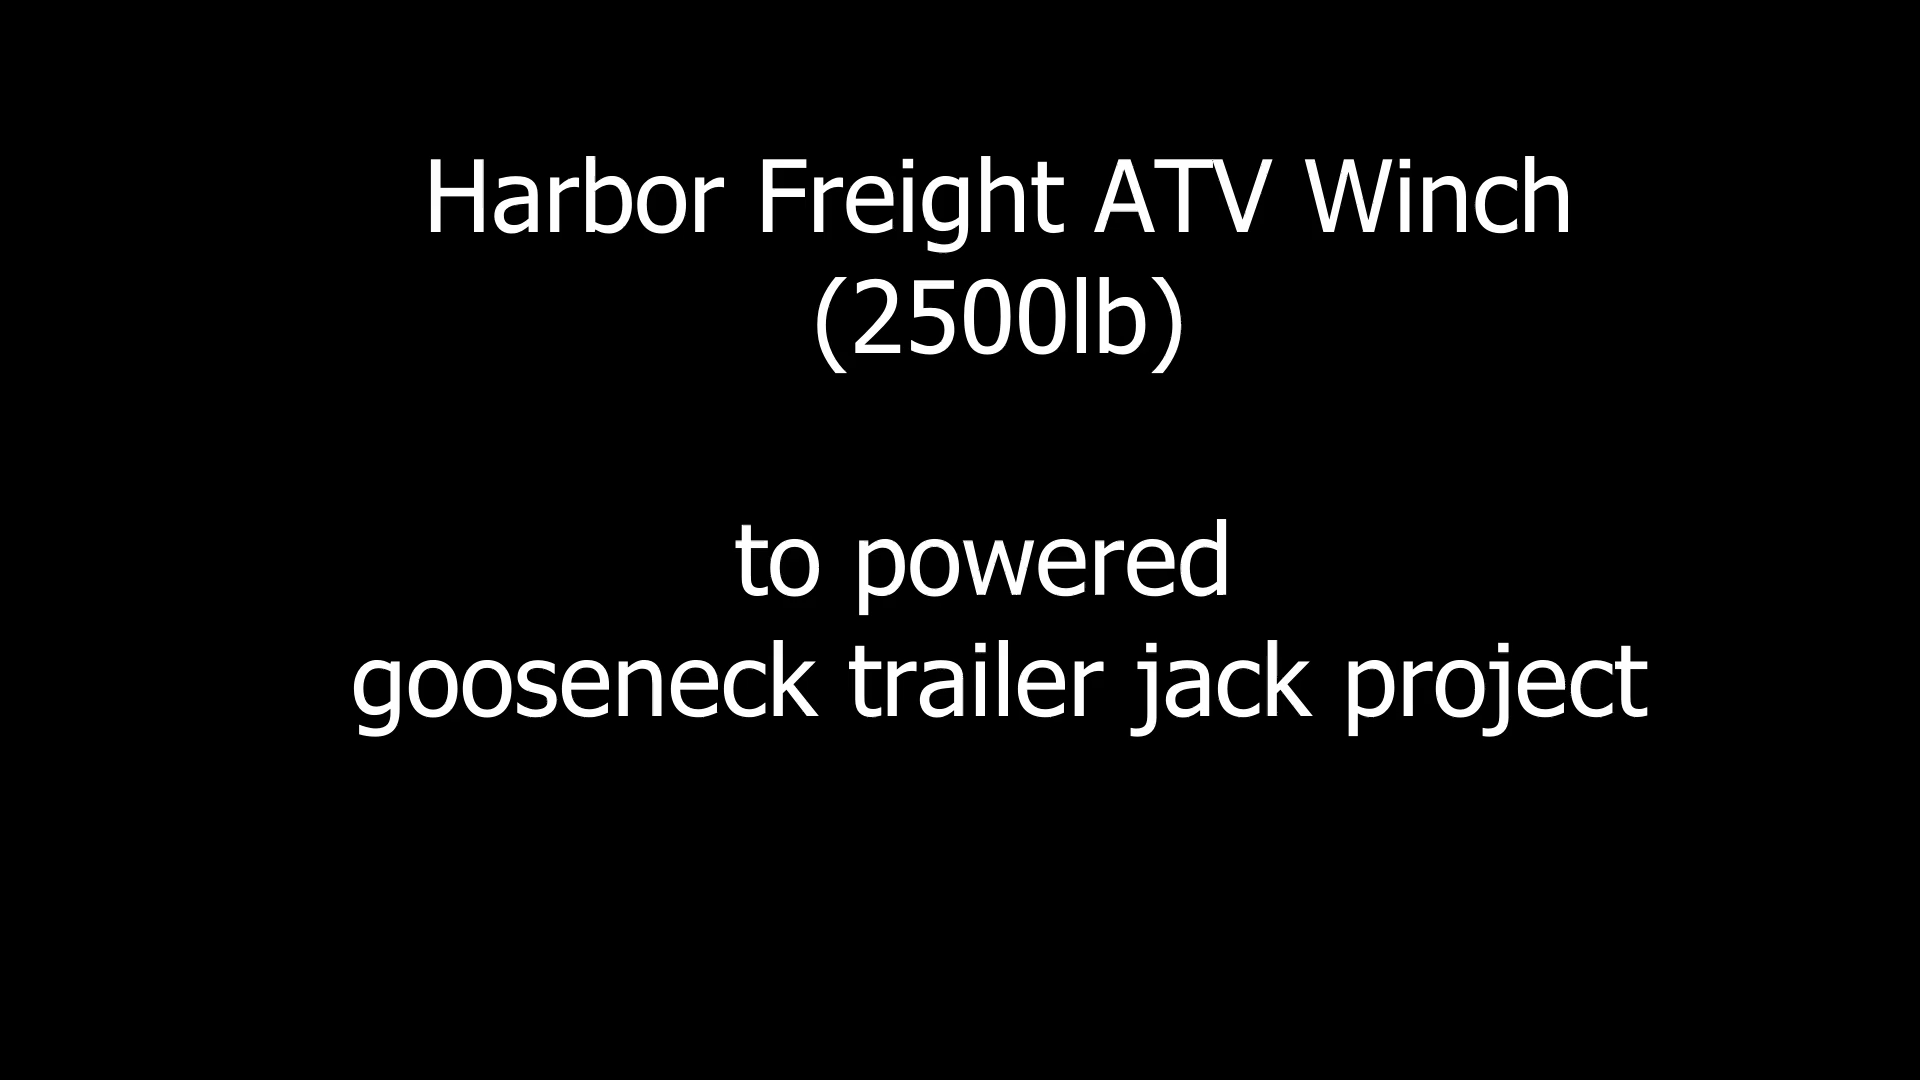 Harbor Freight ATV Winch
(2500lb)
to powered
gooseneck trailer jack project